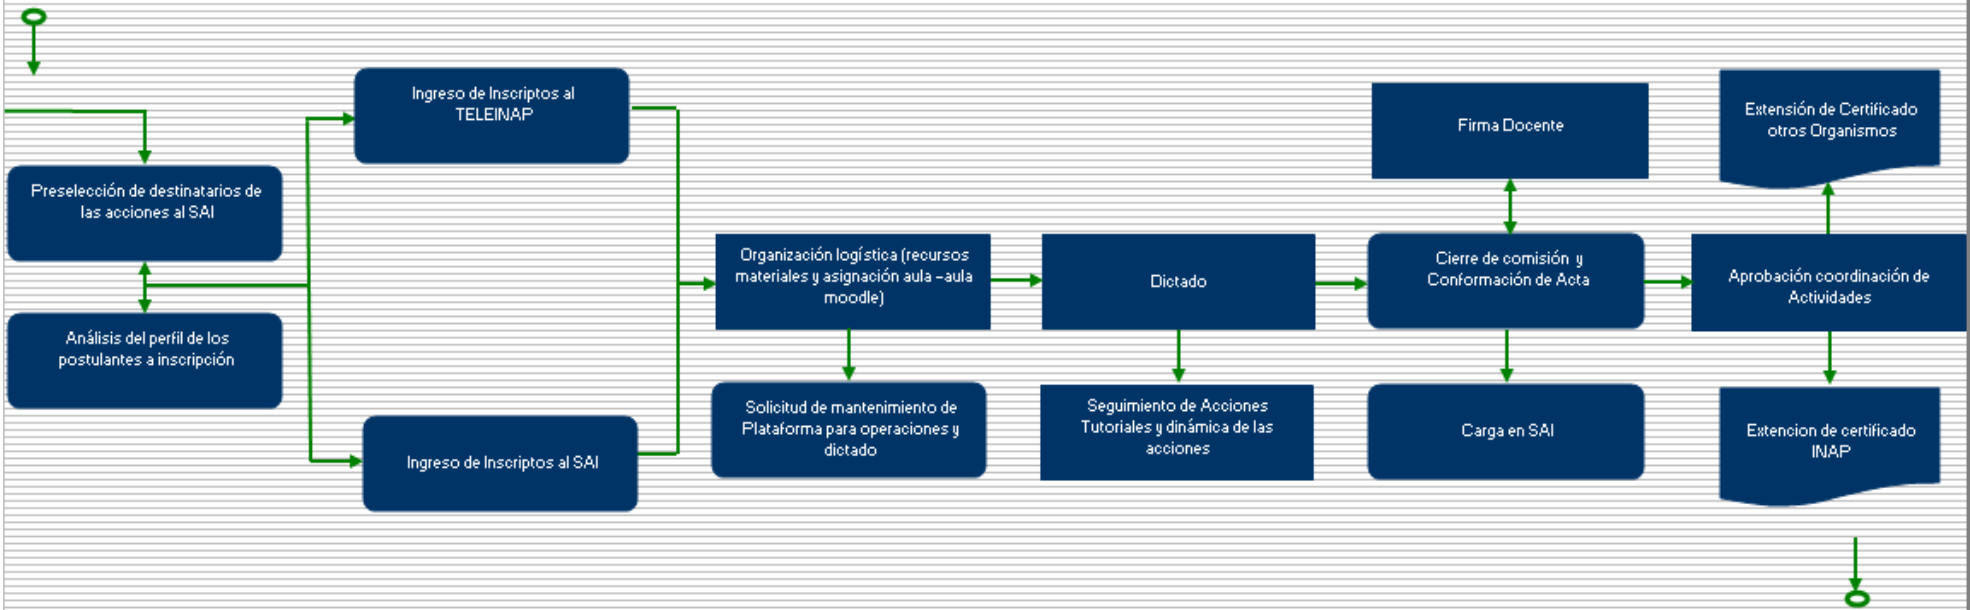 Ingreso de Inscriptos al
TELEINAP
Preselección de destinatarios de
las acciones al SAI
Análisis del perfil de los
postulantes a inscripción
Ingreso de Inscriptos al SAI
Organización logística (recursos
materiales y asignación aula –aula
moodle)
Solicitud de mantenimiento de
Plataforma para operaciones y
dictado
Dictado
Seguimiento de Acciones
Tutoriales y dinámica de las
acciones
Firma Docente
Cierre de comisión y
Conformación de Acta
Carga en SAI
Extensión de Certificado
otros Organismos
Aprobación coordinación de
Actividades
Extencion de certificado
INAP